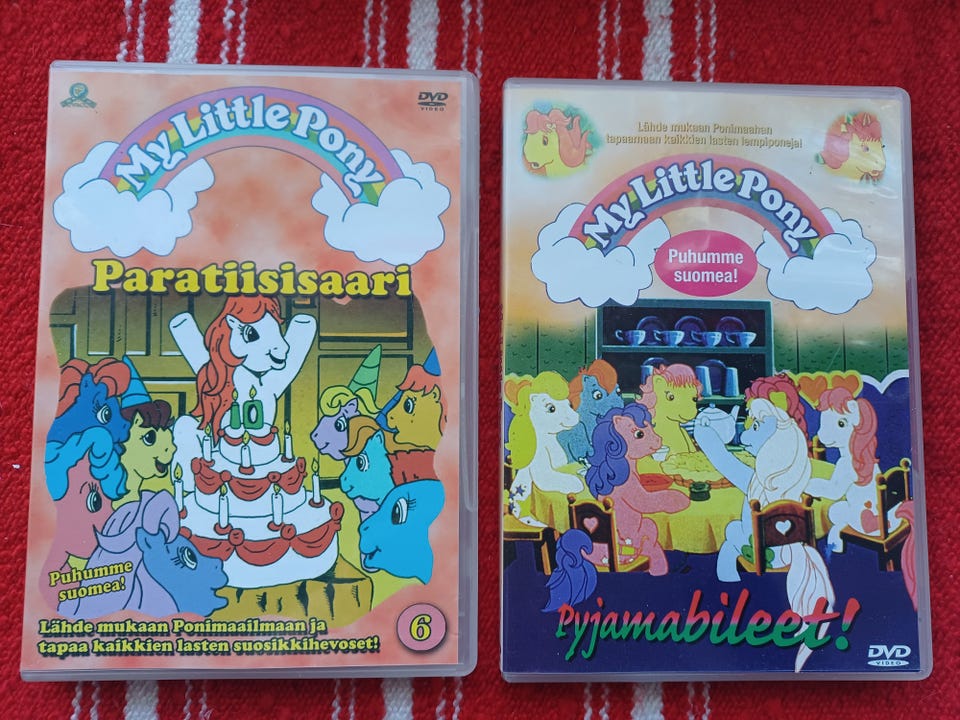 DVD
VIDEO
My Little Pony
Paratiisisaari
10
Puhumme
suomea!
6
Lähde mukaan Ponimaailmaan ja
tapaa kaikkien lasten suosikkihevoset!
Lähde mukaan Ponimaahan
tapaamaan kaikkien lasten lempiponeja!
My Little Pony
Puhumme
suomea!
Pyjamabileet!
DVD
VIDEO